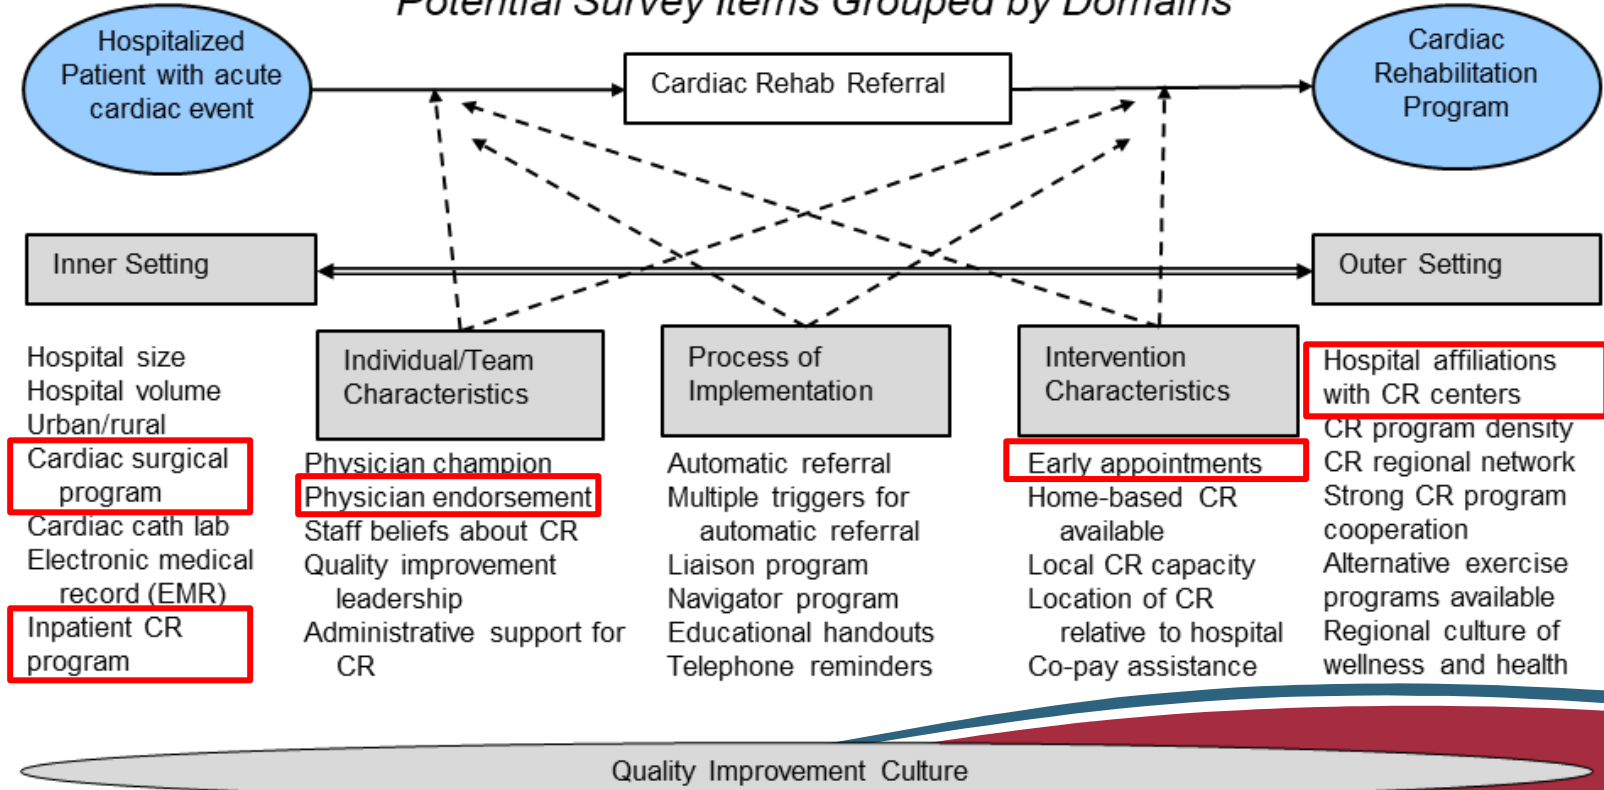 Potential Survey Items Grouped by Domains
Hospitalized
Patient with acute
cardiac event
Cardiac Rehab Referral
Cardiac
Rehabilitation
Program
Inner Setting
Outer Setting
Hospital size
Hospital volume
Urban/rural
Cardiac surgical
program
Cardiac cath lab
Electronic medical
record (EMR)
Inpatient CR
program
Individual/Team
Characteristics
Physician champion
Physician endorsement
Staff beliefs about CR
Quality improvement
leadership
Administrative support for
CR
Process of
Implementation
Automatic referral
Multiple triggers for
automatic referral
Liaison program
Navigator program
Educational handouts
Telephone reminders
Intervention
Characteristics
Early appointments
Home-based CR
available
Local CR capacity
Location of CR
relative to hospital
Co-pay assistance
Hospital affiliations
with CR centers
CR program density
CR regional network
Strong CR program
cooperation
Alternative exercise
programs available
Regional culture of
wellness and health
Quality Improvement Culture